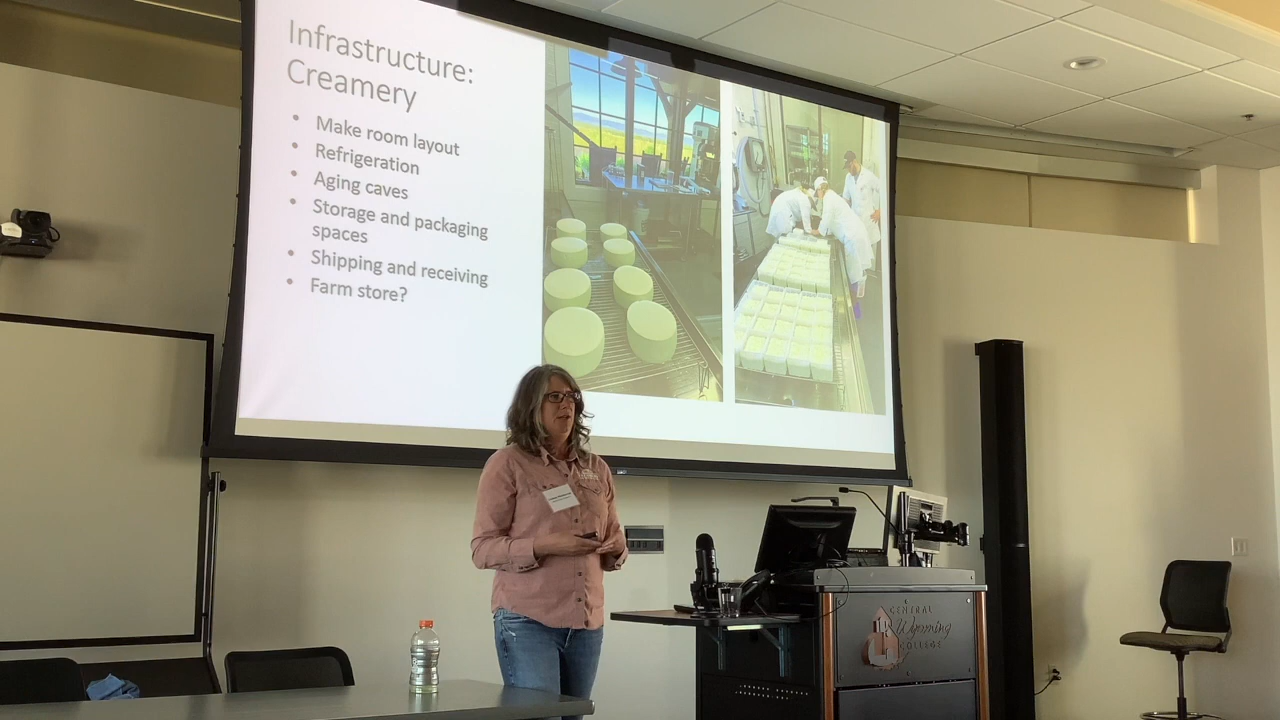 Infrastructure:
Creamery
• Make room layout
• Refrigeration
• Aging caves
• Storage and packaging
spaces
• Shipping and receiving
• Farm store?
CENTRAL
Wyoming
COLLEGE